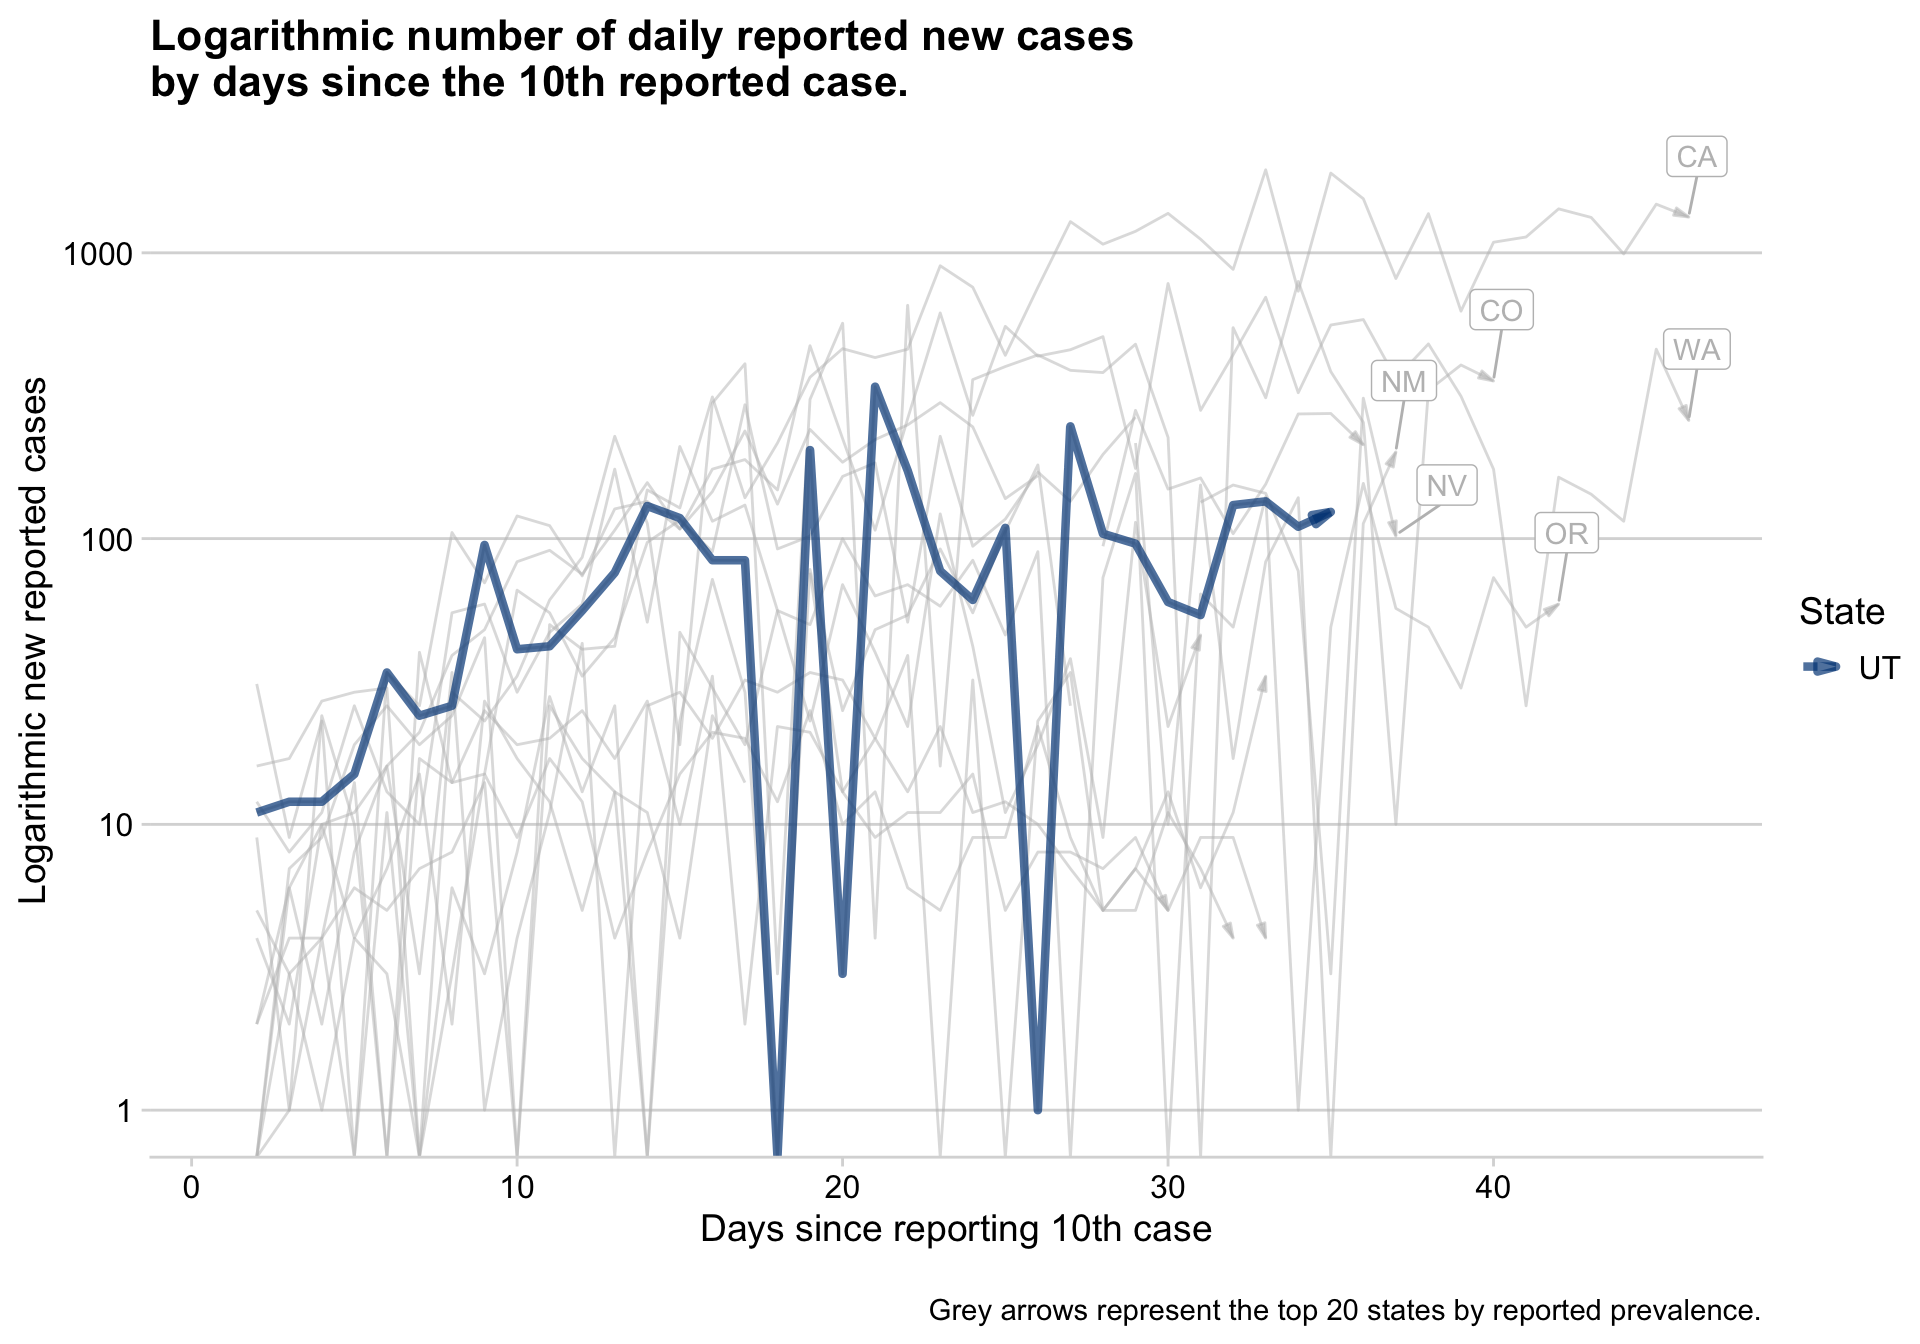 Logarithmic number of daily reported new cases
by days since the 10th reported case.
CA
1000
CO
WA
NM
NV
OR
100
10
1
Logarithmic new reported cases
State
UT
0 10 20 30 40
Days since reporting 10th case
Grey arrows represent the top 20 states by reported prevalence.